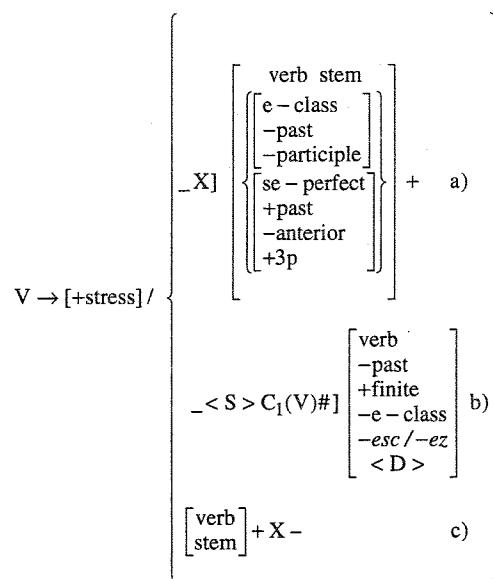 verb stem
e – class
–past
–participle
_ X] se – perfect + a)
+past
–anterior
+3p
V → [+stress] /
verb
–past
+finite
_ < S > C₁(V)#] –e – class b)
–esc / –ez
< D >
verb
stem + X – c)